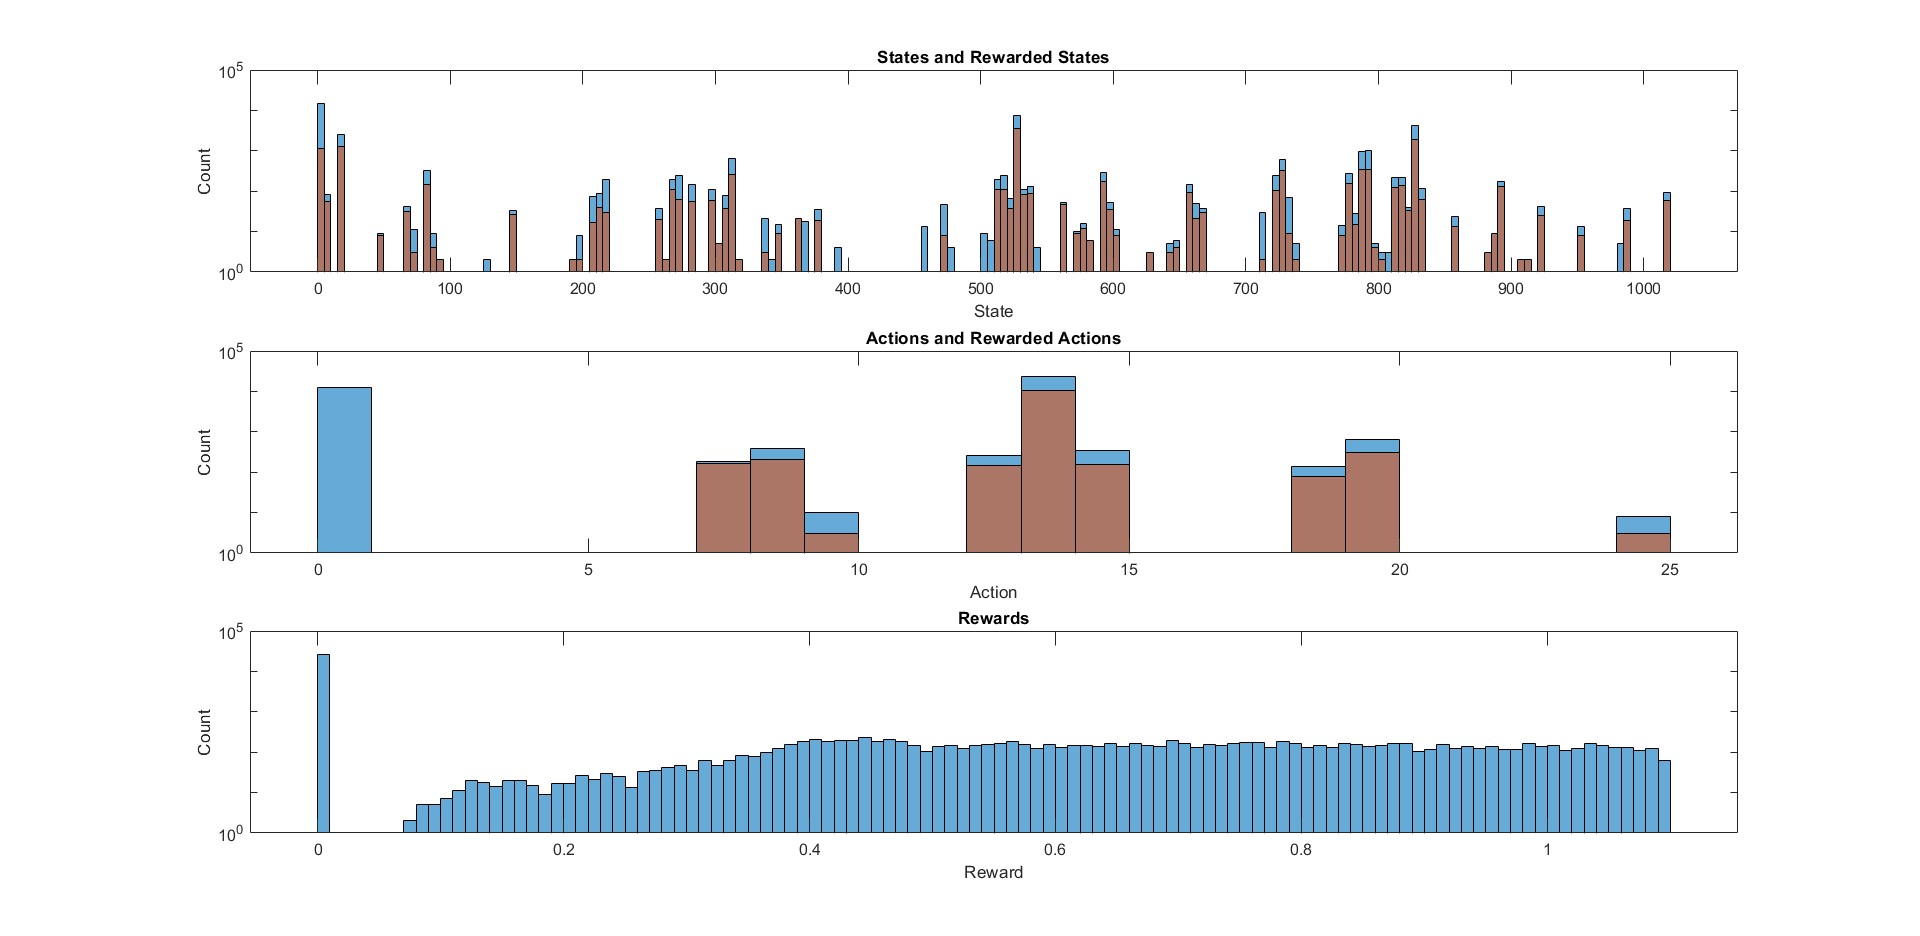 States and Rewarded States
10^5
Count
10^0
0 100 200 300 400 500 600 700 800 900 1000
State
Actions and Rewarded Actions
10^5
Count
10^0
0 5 10 15 20 25
Action
Rewards
10^5
Count
10^0
0 0.2 0.4 0.6 0.8 1
Reward